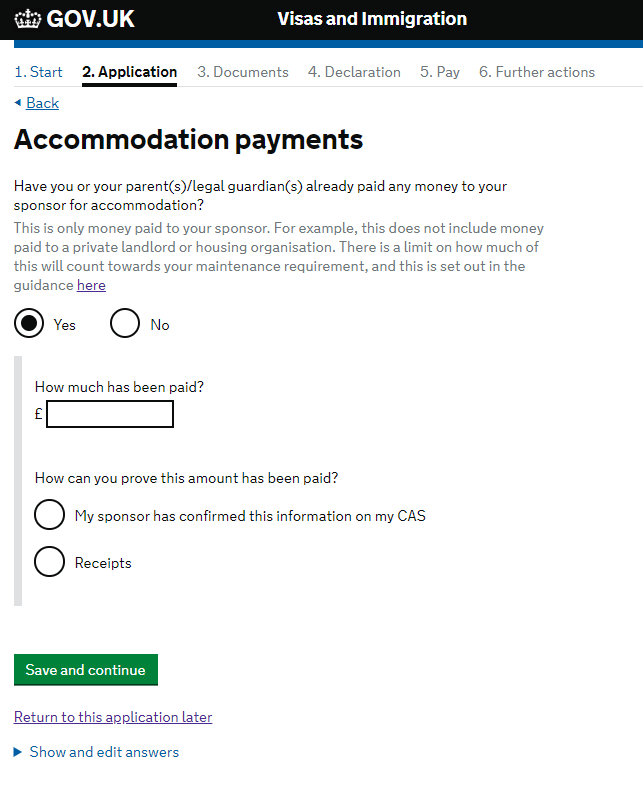 GOV.UK Visas and Immigration
1. Start 2. Application 3. Documents 4. Declaration 5. Pay 6. Further actions
Back
Accommodation payments
Have you or your parent(s)/legal guardian(s) already paid any money to your
sponsor for accommodation?
This is only money paid to your sponsor. For example, this does not include money
paid to a private landlord or housing organisation. There is a limit on how much of
this will count towards your maintenance requirement, and this is set out in the
guidance here
Yes No
How much has been paid?
£
How can you prove this amount has been paid?
My sponsor has confirmed this information on my CAS
Receipts
Save and continue
Return to this application later
Show and edit answers